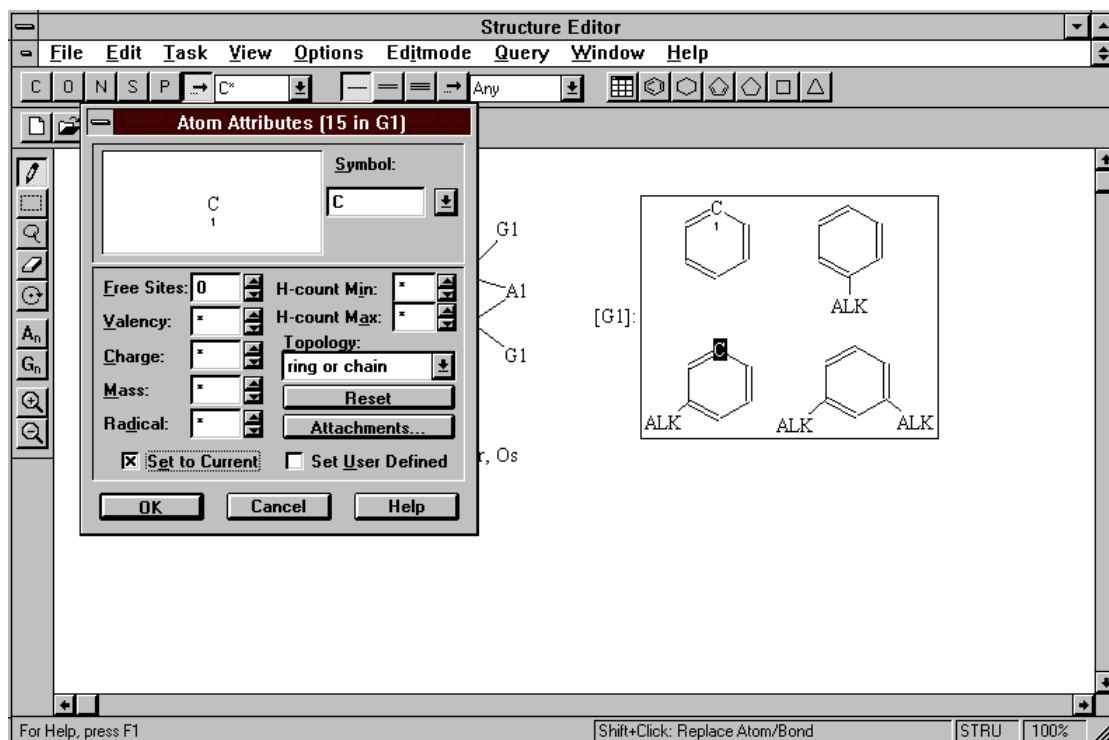 Structure Editor
File Edit Task View Options Editmode Query Window Help
C O N S P C* Any
Atom Attributes (15 in G1)
Symbol:
C
1
C
Free Sites: 0 H-count Min: *
Valency: * H-count Max: *
Charge: * Topology:
ring or chain
Mass: * Reset
Radical: * Attachments...
Set to Current Set User Defined
OK Cancel Help
An
Gn
G1
A1
G1
r, Os
[G1]:
C
1
ALK
C
ALK ALK ALK
For Help, press F1 Shift+Click: Replace Atom/Bond STRU 100%